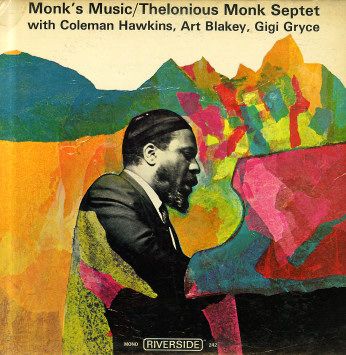 Monk's Music/Thelonious Monk Septet
with Coleman Hawkins, Art Blakey, Gigi Gryce
MONO RIVERSIDE 242